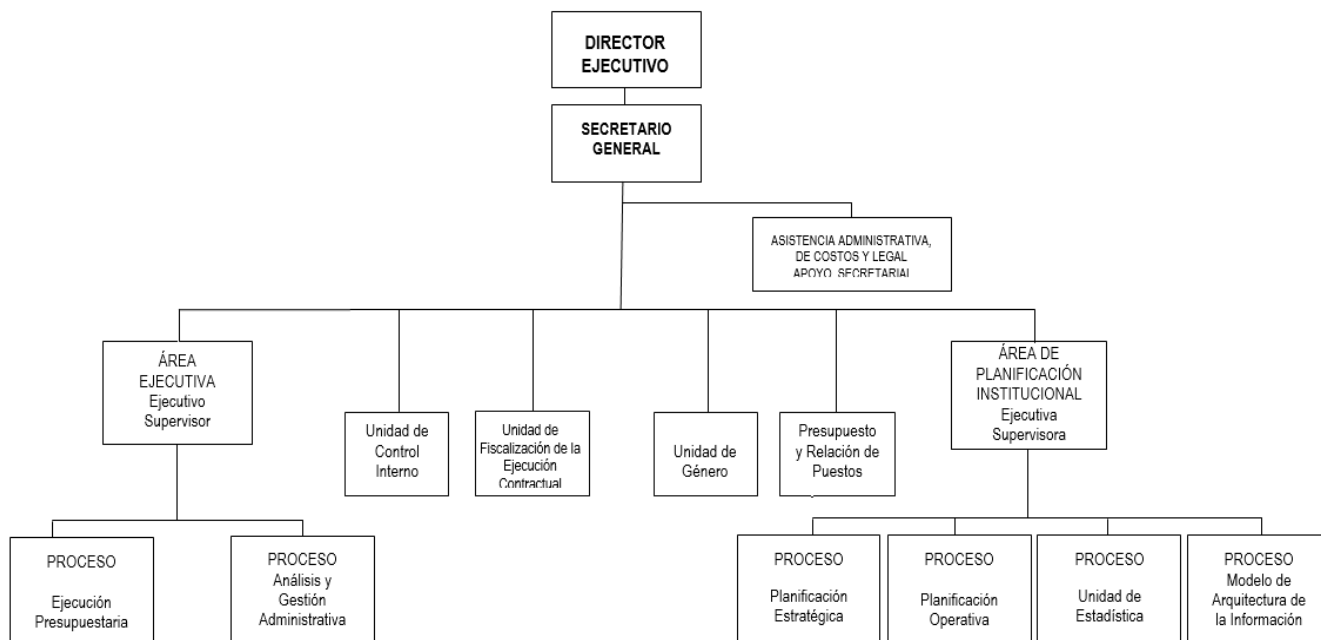 DIRECTOR
EJECUTIVO
SECRETARIO
GENERAL
ASISTENCIA ADMINISTRATIVA,
DE COSTOS Y LEGAL
APOYO SECRETARIAL
ÁREA
EJECUTIVA
Ejecutivo
Supervisor
Unidad de
Control
Interno
Unidad de
Fiscalización de la
Ejecución
Contractual
Unidad de
Género
Presupuesto
y Relación de
Puestos
ÁREA DE
PLANIFICACIÓN
INSTITUCIONAL
Ejecutiva
Supervisora
PROCESO
Ejecución
Presupuestaria
PROCESO
Análisis y
Gestión
Administrativa
PROCESO
Planificación
Estratégica
PROCESO
Planificación
Operativa
PROCESO
Unidad de
Estadística
PROCESO
Modelo de
Arquitectura de
la Información